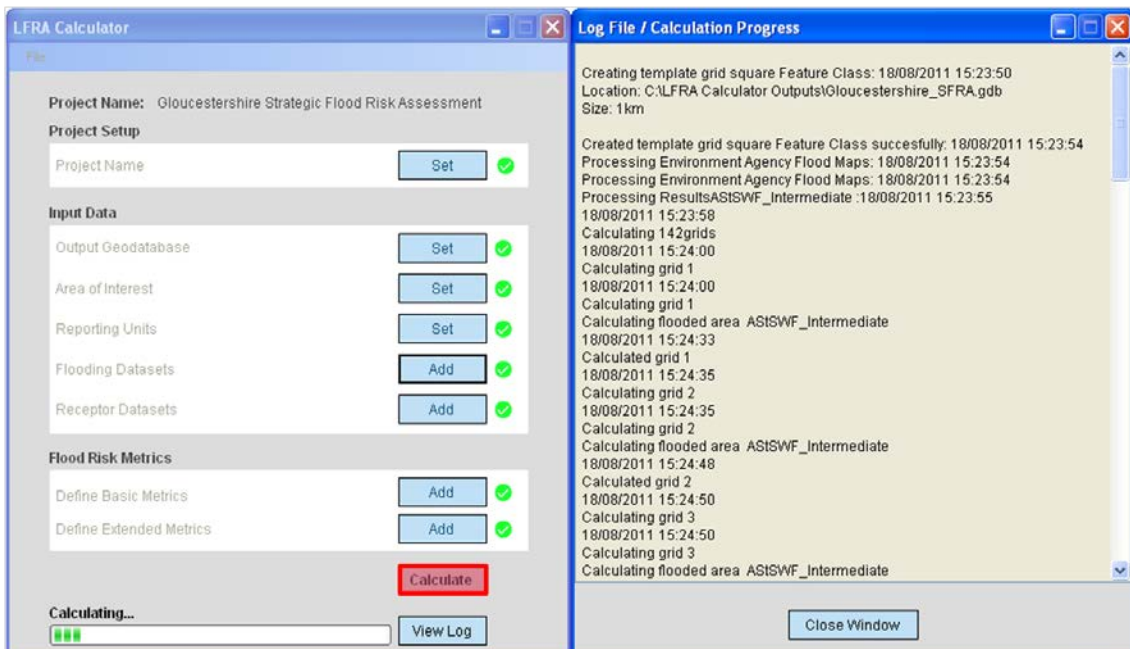 LFRA Calculator
File
Project Name: Gloucestershire Strategic Flood Risk Assessment
Project Setup
Project Name Set
Input Data
Output Geodatabase Set
Area of Interest Set
Reporting Units Set
Flooding Datasets Add
Receptor Datasets Add
Flood Risk Metrics
Define Basic Metrics Add
Define Extended Metrics Add
Calculate
Calculating...
View Log
Log File / Calculation Progress
Creating template grid square Feature Class: 18/08/2011 15:23:50
Location: C:\LFRA Calculator Outputs\Gloucestershire_SFRA.gdb
Size: 1km
Created template grid square Feature Class succesfully: 18/08/2011 15:23:54
Processing Environment Agency Flood Maps: 18/08/2011 15:23:54
Processing Environment Agency Flood Maps: 18/08/2011 15:23:54
Processing ResultsAStSWF_Intermediate :18/08/2011 15:23:55
18/08/2011 15:23:58
Calculating 142grids
18/08/2011 15:24:00
Calculating grid 1
18/08/2011 15:24:00
Calculating grid 1
Calculating flooded area AStSWF_Intermediate
18/08/2011 15:24:33
Calculated grid 1
18/08/2011 15:24:35
Calculating grid 2
18/08/2011 15:24:35
Calculating grid 2
Calculating flooded area AStSWF_Intermediate
18/08/2011 15:24:48
Calculated grid 2
18/08/2011 15:24:50
Calculating grid 3
18/08/2011 15:24:50
Calculating grid 3
Calculating flooded area AStSWF_Intermediate
Close Window